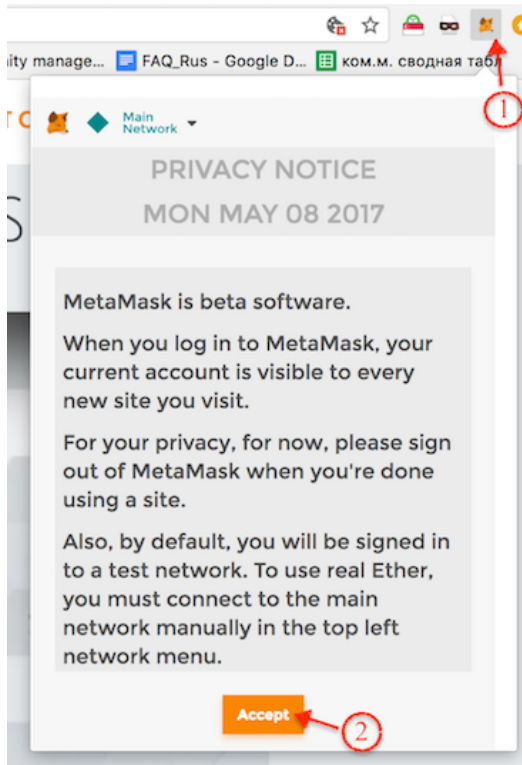 ity manage... FAQ_Rus - Google D... ком.м. сводная табл
1
Main
Network
PRIVACY NOTICE
MON MAY 08 2017
MetaMask is beta software.
When you log in to MetaMask, your
current account is visible to every
new site you visit.
For your privacy, for now, please sign
out of MetaMask when you're done
using a site.
Also, by default, you will be signed in
to a test network. To use real Ether,
you must connect to the main
network manually in the top left
network menu.
Accept
2